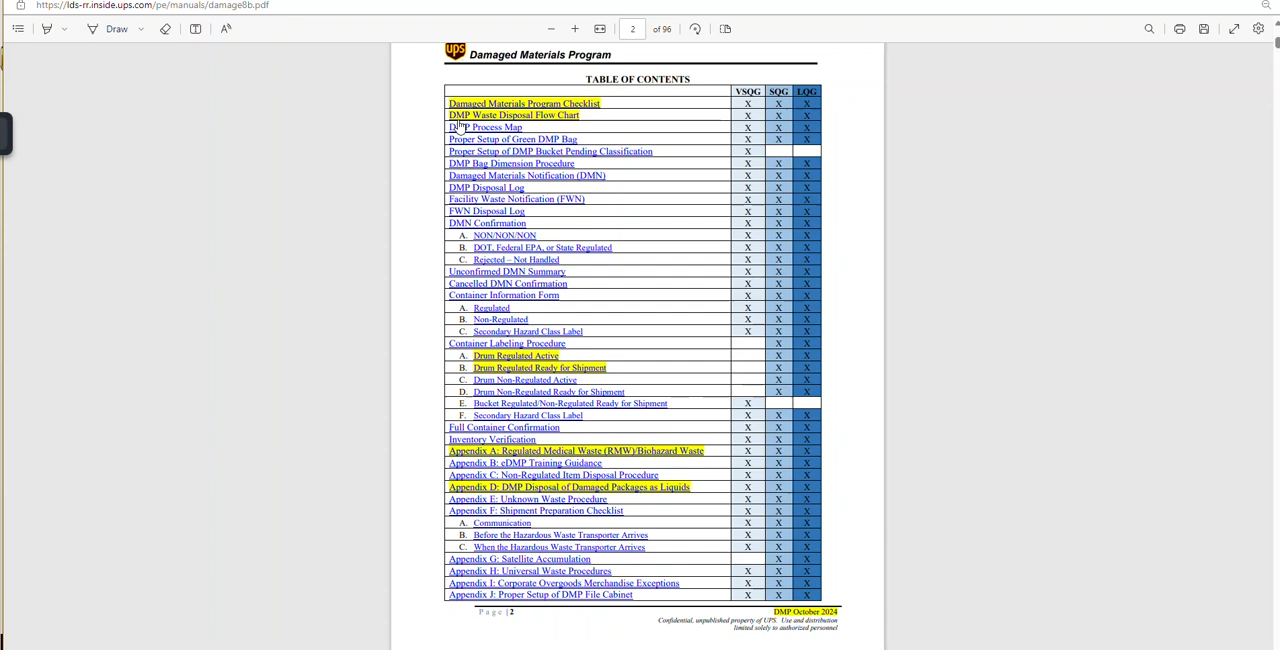 https://lds-rr.inside.ups.com/pe/manuals/damage8b.pdf
Draw
2 of 96
ups Damaged Materials Program
TABLE OF CONTENTS
VSQG SQG LQG
Damaged Materials Program Checklist X X X
DMP Waste Disposal Flow Chart X X X
DMP Process Map X X X
Proper Setup of Green DMP Bag X X X
Proper Setup of DMP Bucket Pending Classification X
DMP Bag Dimension Procedure X X X
Damaged Materials Notification (DMN) X X X
DMP Disposal Log X X X
Facility Waste Notification (FWN) X X X
FWN Disposal Log X X X
DMN Confirmation X X X
A. NON/NON/NON X X X
B. DOT, Federal EPA, or State Regulated X X X
C. Rejected – Not Handled X X X
Unconfirmed DMN Summary X X X
Cancelled DMN Confirmation X X X
Container Information Form X X X
A. Regulated X X X
B. Non-Regulated X X X
C. Secondary Hazard Class Label X X X
Container Labeling Procedure X X
A. Drum Regulated Active X X
B. Drum Regulated Ready for Shipment X X
C. Drum Non-Regulated Active X X
D. Drum Non-Regulated Ready for Shipment X X
E. Bucket Regulated/Non-Regulated Ready for Shipment X
F. Secondary Hazard Class Label X X X
Full Container Confirmation X X X
Inventory Verification X X X
Appendix A: Regulated Medical Waste (RMW)/Biohazard Waste X X X
Appendix B: eDMP Training Guidance X X X
Appendix C: Non-Regulated Item Disposal Procedure X X X
Appendix D: DMP Disposal of Damaged Packages as Liquids X X X
Appendix E: Unknown Waste Procedure X X X
Appendix F: Shipment Preparation Checklist X X X
A. Communication X X X
B. Before the Hazardous Waste Transporter Arrives X X X
C. When the Hazardous Waste Transporter Arrives X X X
Appendix G: Satellite Accumulation X X
Appendix H: Universal Waste Procedures X X X
Appendix I: Corporate Overgoods Merchandise Exceptions X X X
Appendix J: Proper Setup of DMP File Cabinet X X X
Page | 2 DMP October 2024
Confidential, unpublished property of UPS. Use and distribution
limited solely to authorized personnel